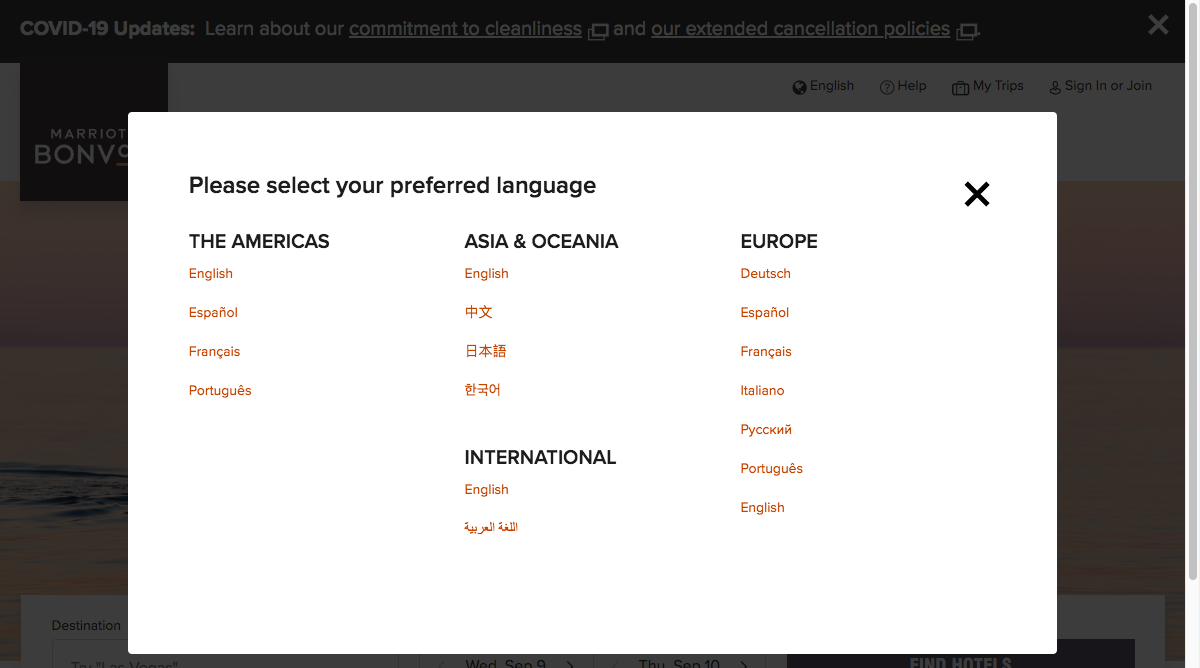 COVID-19 Updates: Learn about our commitment to cleanliness and our extended cancellation policies.
English
Help
My Trips
Sign In or Join
MARRIOT
BONVO
Please select your preferred language
THE AMERICAS
English
Español
Français
Português
ASIA & OCEANIA
English
中文
日本語
한국어
INTERNATIONAL
English
اللغة العربية
EUROPE
Deutsch
Español
Français
Italiano
Русский
Português
English
Destination
Try "Las Vegas"
Wed, Sep 9
Thu, Sep 10
FIND HOTELS